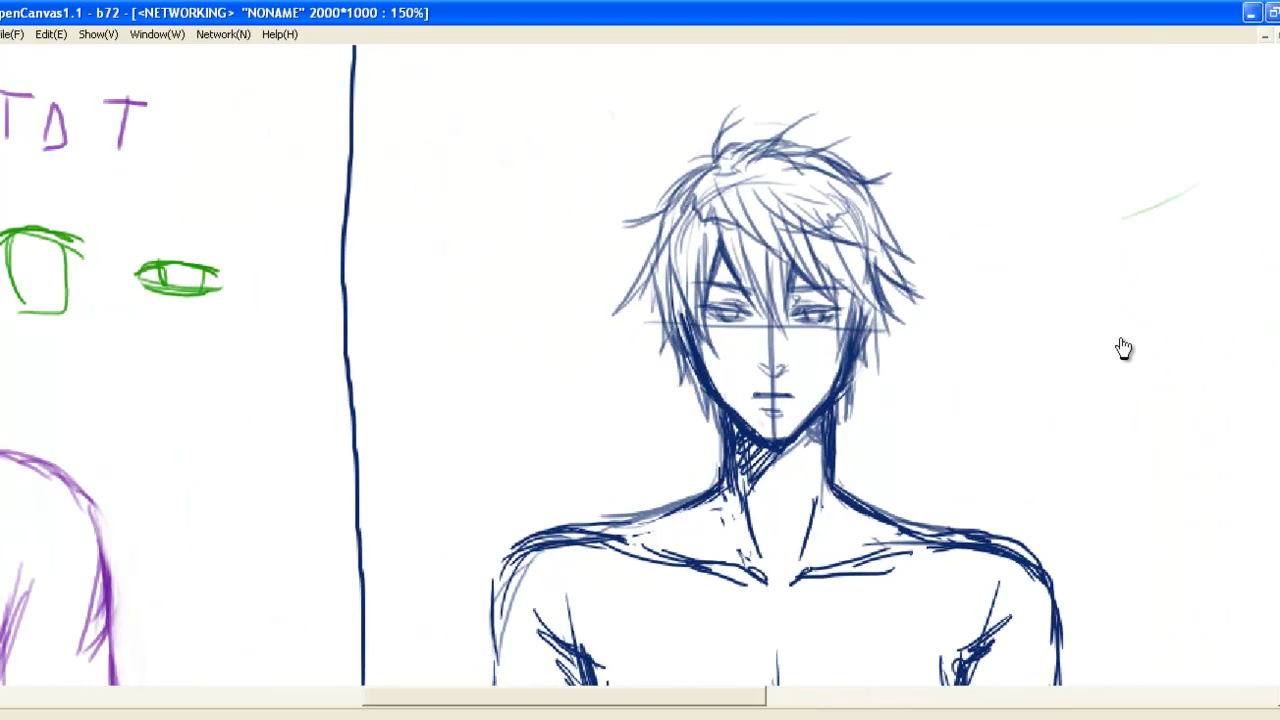 penCanvas1.1 - b72 - [<NETWORKING> "NONAME" 2000*1000 : 150%]
ile(F) Edit(E) Show(V) Window(W) Network(N) Help(H)
T D T